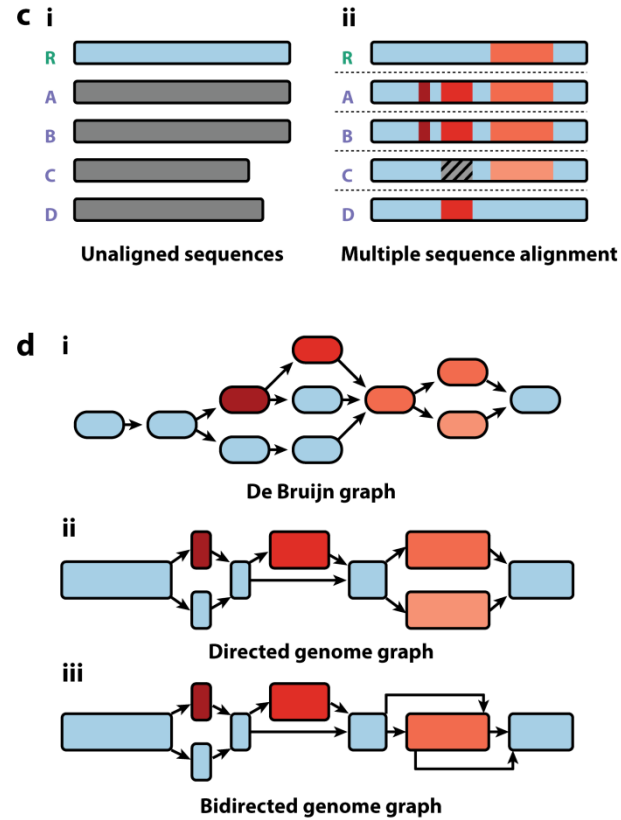 c i ii
R R
A A
B B
C C
D D
Unaligned sequences Multiple sequence alignment
d i
De Bruijn graph
ii
Directed genome graph
iii
Bidirected genome graph